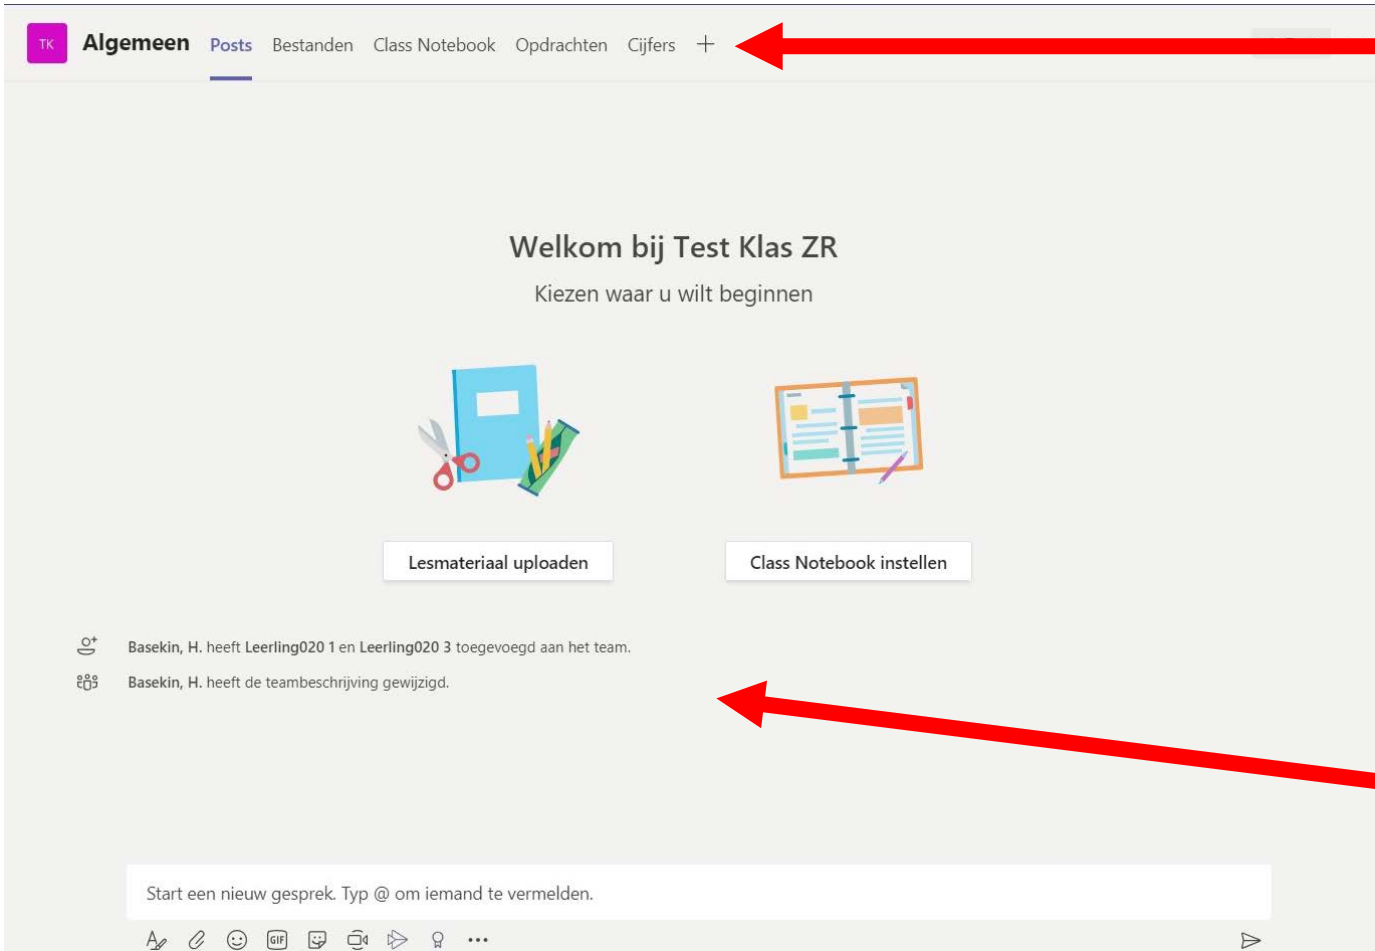 TK Algemeen Posts Bestanden Class Notebook Opdrachten Cijfers +
Welkom bij Test Klas ZR
Kiezen waar u wilt beginnen
Lesmateriaal uploaden Class Notebook instellen
Basekin, H. heeft Leerling020 1 en Leerling020 3 toegevoegd aan het team.
Basekin, H. heeft de teambeschrijving gewijzigd.
Start een nieuw gesprek. Typ @ om iemand te vermelden.
GIF